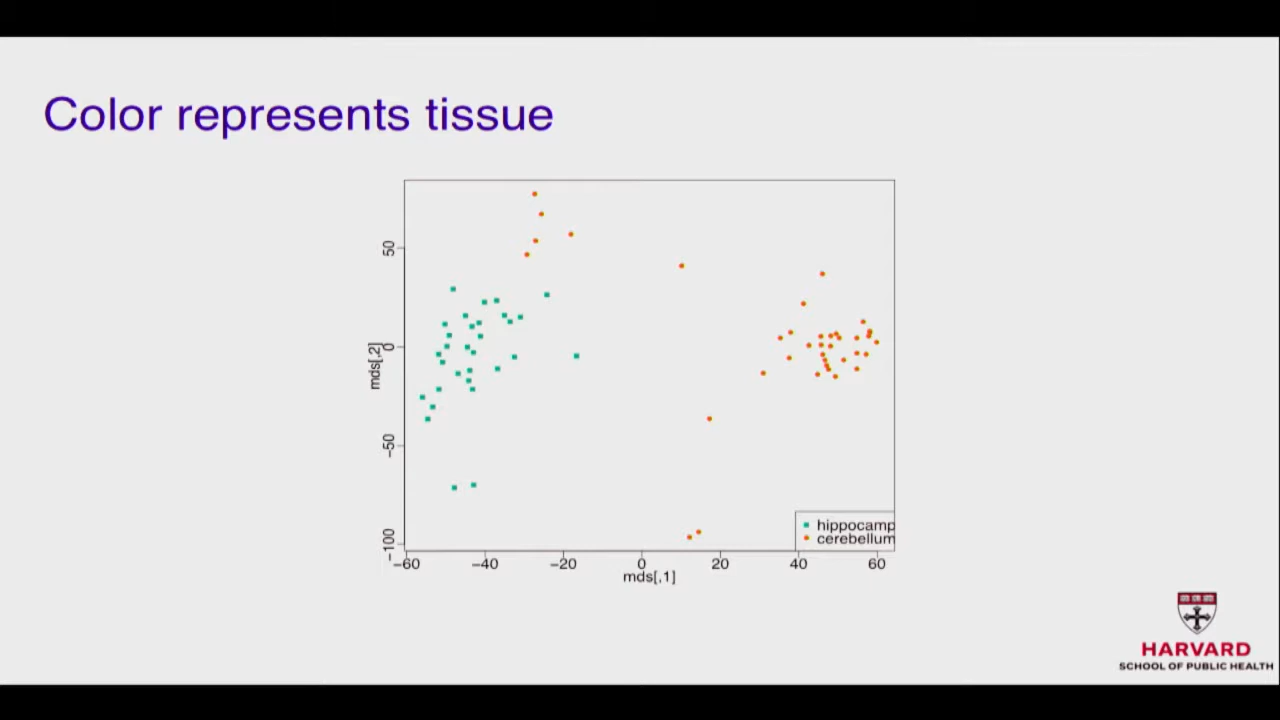 Color represents tissue
mds[,2]
50
0
−50
−100
hippocamp
cerebellum
−60 −40 −20 0 20 40 60
mds[,1]
HARVARD
SCHOOL OF PUBLIC HEALTH